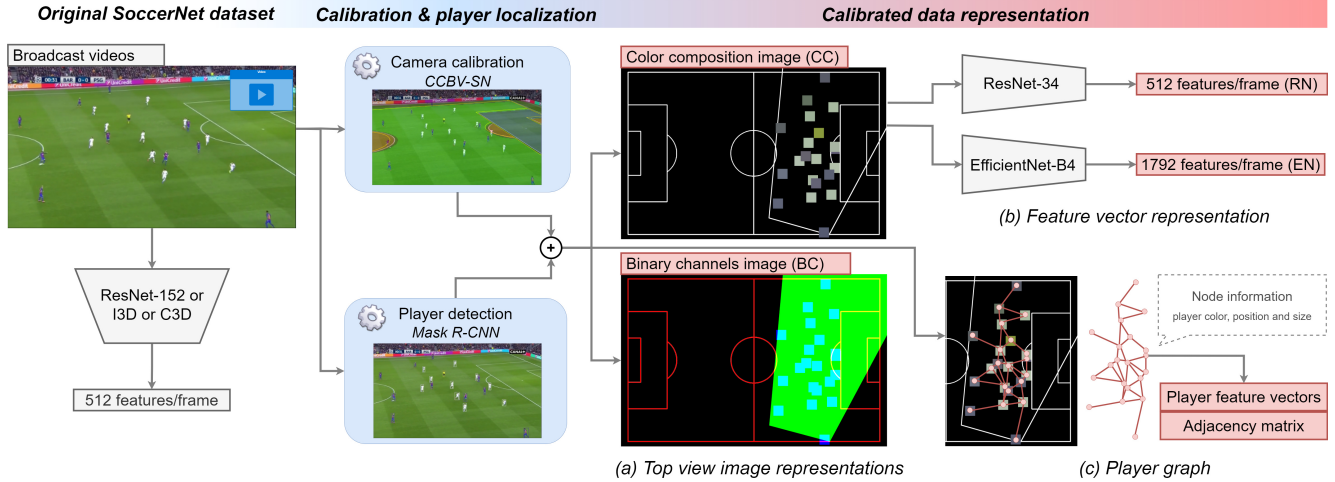 Original SoccerNet dataset
Calibration & player localization
Calibrated data representation
Broadcast videos
Video
ResNet-152 or
I3D or C3D
512 features/frame
Camera calibration
CCBV-SN
Player detection
Mask R-CNN
+
Color composition image (CC)
Binary channels image (BC)
(a) Top view image representations
ResNet-34
512 features/frame (RN)
EfficientNet-B4
1792 features/frame (EN)
(b) Feature vector representation
Node information
player color, position and size
Player feature vectors
Adjacency matrix
(c) Player graph